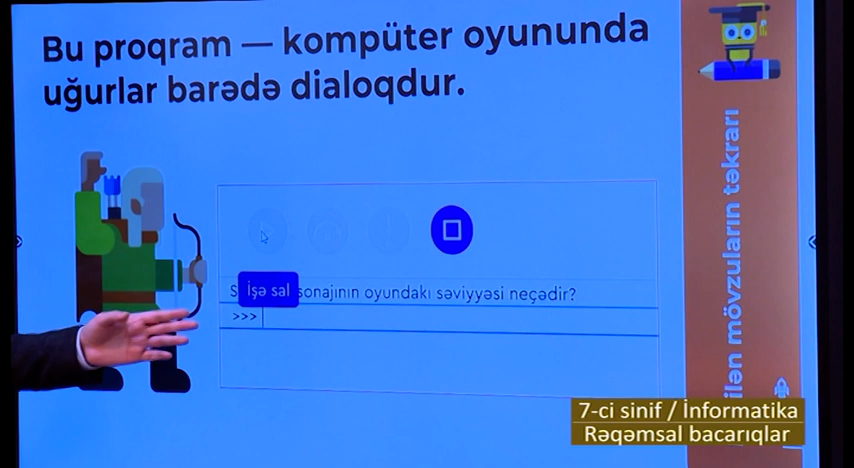 Bu proqram — kompüter oyununda
uğurlar barədə dialoqdur.
İşə sal
sonajının oyundakı səviyyəsi neçədir?
>>>
mövzuların təkrarı
7-ci sinif / İnformatika
Rəqəmsal bacarıqlar